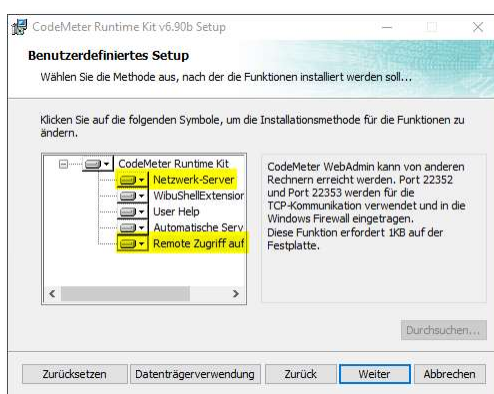 CodeMeter Runtime Kit v6.90b Setup
Benutzerdefiniertes Setup
Wählen Sie die Methode aus, nach der die Funktionen installiert werden soll...
Klicken Sie auf die folgenden Symbole, um die Installationsmethode für die Funktionen zu
ändern.
CodeMeter Runtime Kit
Netzwerk-Server
WibuShellExtension
User Help
Automatische Serv
Remote Zugriff auf
CodeMeter WebAdmin kann von anderen
Rechnern erreicht werden. Port 22352
und Port 22353 werden für die
TCP-Kommunikation verwendet und in die
Windows Firewall eingetragen.
Diese Funktion erfordert 1KB auf der
Festplatte.
Durchsuchen...
Zurücksetzen
Datenträgerverwendung
Zurück
Weiter
Abbrechen